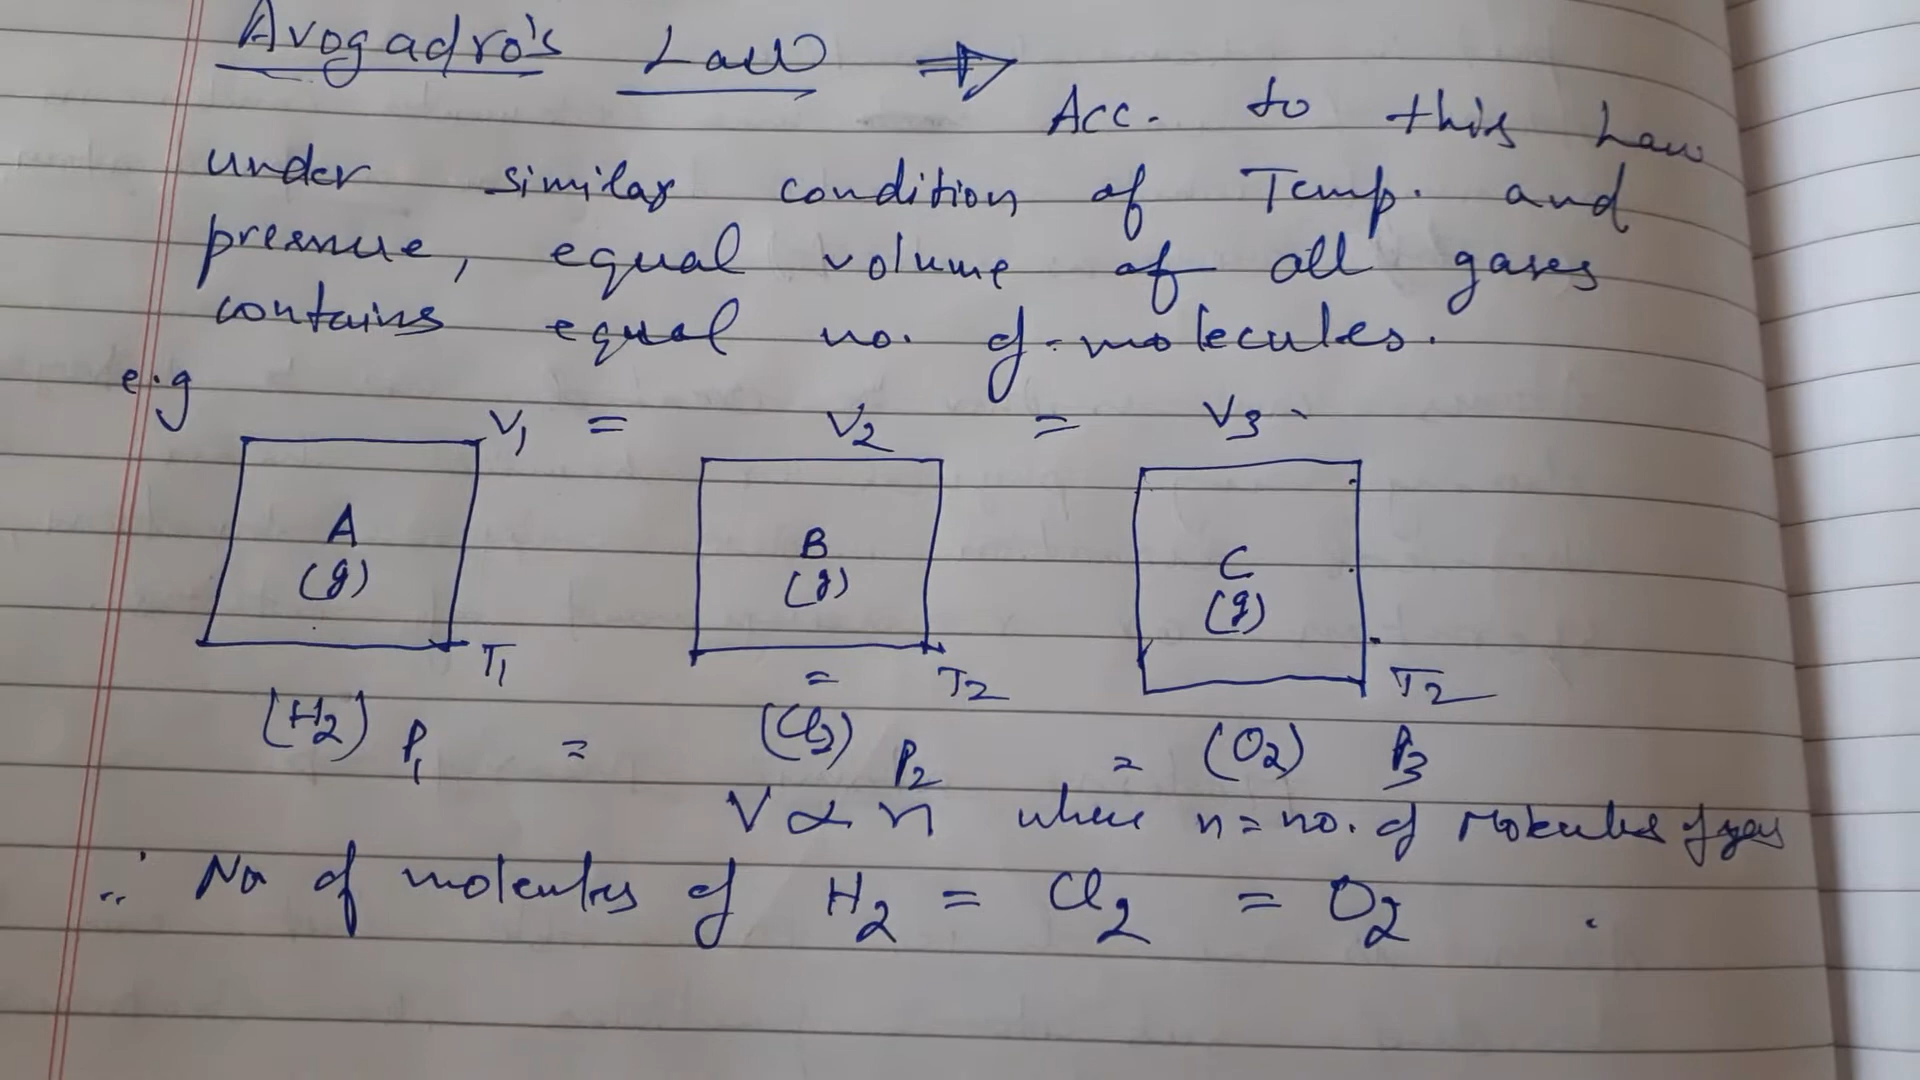 Avogadro's Law ⇒
Acc. to this Law
under similar condition of Temp. and
pressure, equal volume of all gases
contains equal no. of molecules.
e.g
V1 = V2 = V3
A B C
(g) (g) (g)
T1 = T2 T2
(H2) P1 = (Cl2) P2 = (O2) P3
V ∝ n where n = no. of Molecules of gas
∴ No of molecules of H2 = Cl2 = O2